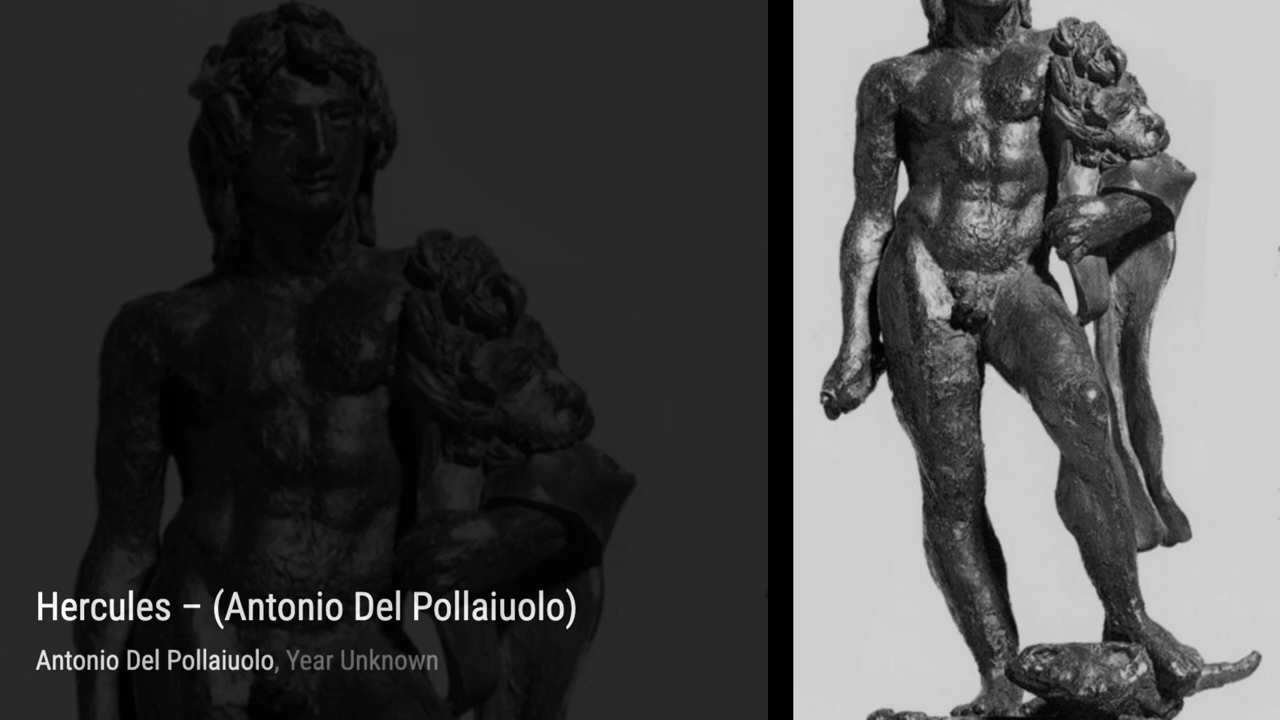 Hercules – (Antonio Del Pollaiuolo)
Antonio Del Pollaiuolo, Year Unknown